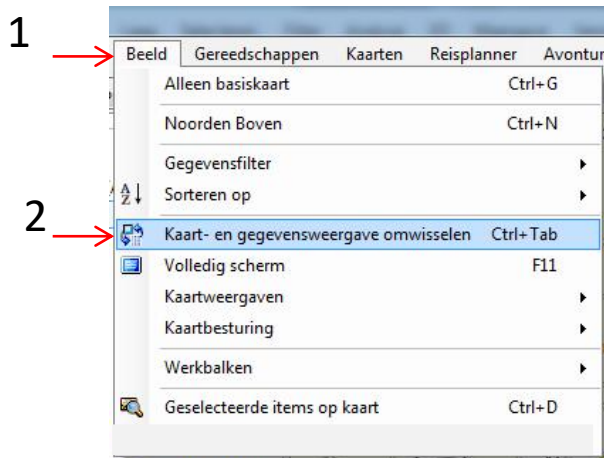 1
Beeld Gereedschappen Kaarten Reisplanner Avontur
Alleen basiskaart Ctrl+G
Noorden Boven Ctrl+N
Gegevensfilter
Sorteren op
2
Kaart- en gegevensweergave omwisselen Ctrl+Tab
Volledig scherm F11
Kaartweergaven
Kaartbesturing
Werkbalken
Geselecteerde items op kaart Ctrl+D